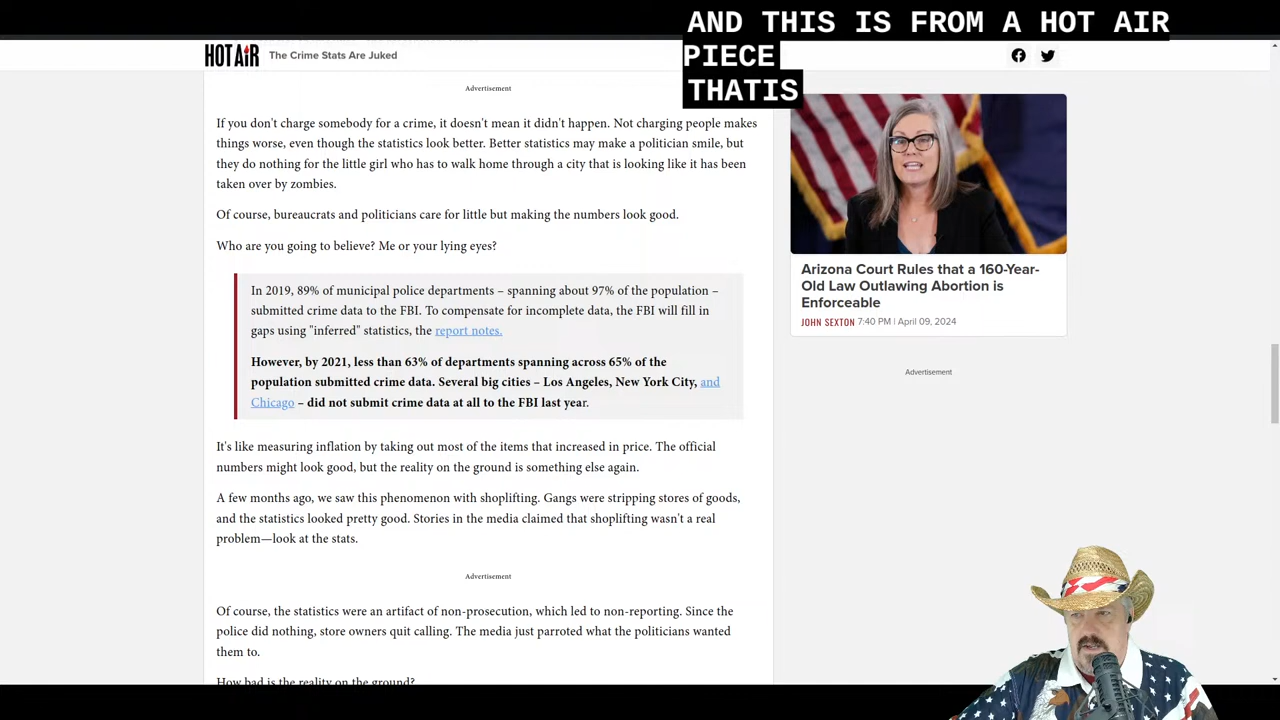 AND THIS IS FROM A HOT AIR
PIECE
THATIS
HOT AIR
The Crime Stats Are Juked
Advertisement
If you don't charge somebody for a crime, it doesn't mean it didn't happen. Not charging people makes
things worse, even though the statistics look better. Better statistics may make a politician smile, but
they do nothing for the little girl who has to walk home through a city that is looking like it has been
taken over by zombies.
Of course, bureaucrats and politicians care for little but making the numbers look good.
Who are you going to believe? Me or your lying eyes?
In 2019, 89% of municipal police departments – spanning about 97% of the population –
submitted crime data to the FBI. To compensate for incomplete data, the FBI will fill in
gaps using "inferred" statistics, the report notes.
However, by 2021, less than 63% of departments spanning across 65% of the
population submitted crime data. Several big cities – Los Angeles, New York City, and
Chicago – did not submit crime data at all to the FBI last year.
It's like measuring inflation by taking out most of the items that increased in price. The official
numbers might look good, but the reality on the ground is something else again.
A few months ago, we saw this phenomenon with shoplifting. Gangs were stripping stores of goods,
and the statistics looked pretty good. Stories in the media claimed that shoplifting wasn't a real
problem—look at the stats.
Advertisement
Of course, the statistics were an artifact of non-prosecution, which led to non-reporting. Since the
police did nothing, store owners quit calling. The media just parroted what the politicians wanted
them to.
How bad is the reality on the ground?
Arizona Court Rules that a 160-Year-
Old Law Outlawing Abortion is
Enforceable
JOHN SEXTON 7:40 PM | April 09, 2024
Advertisement